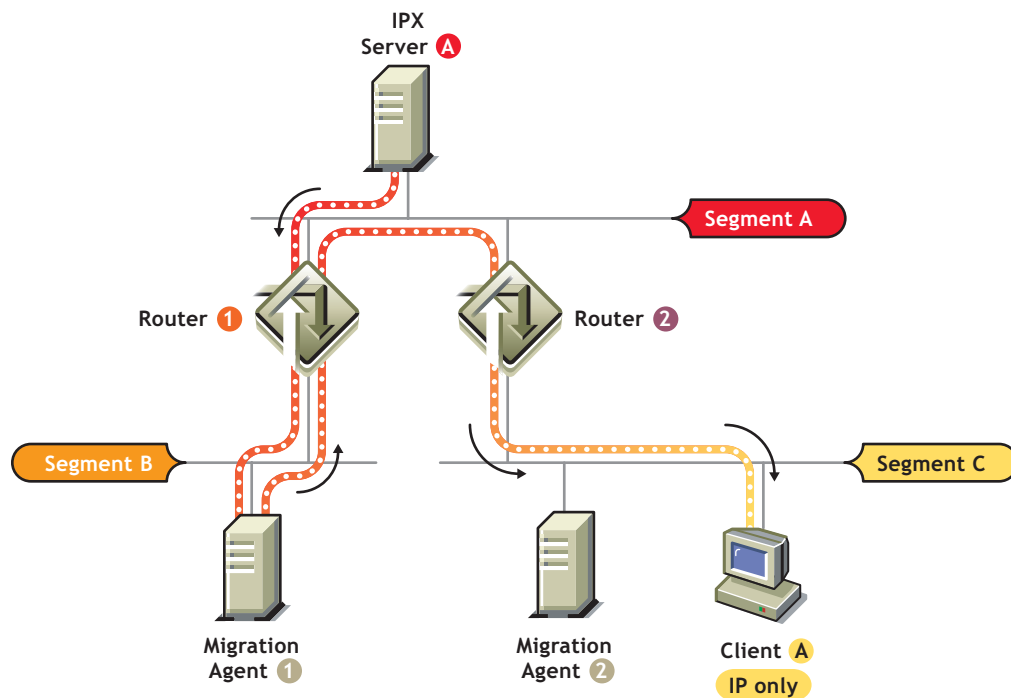 IPX
Server A
Segment A
Router 1
Router 2
Segment B
Segment C
Migration
Agent 1
Migration
Agent 2
Client A
IP only